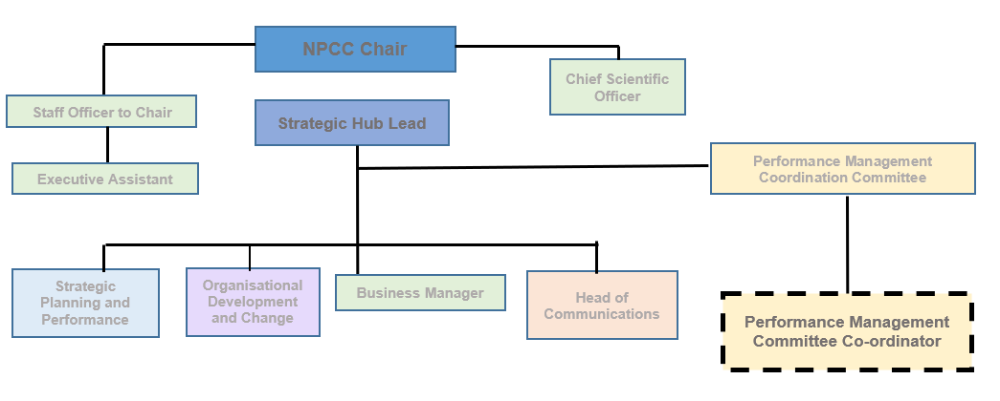 NPCC Chair
Chief Scientific
Officer
Staff Officer to Chair
Strategic Hub Lead
Executive Assistant
Performance Management
Coordination Committee
Strategic
Planning and
Performance
Organisational
Development
and Change
Business Manager
Head of
Communications
Performance Management
Committee Co-ordinator